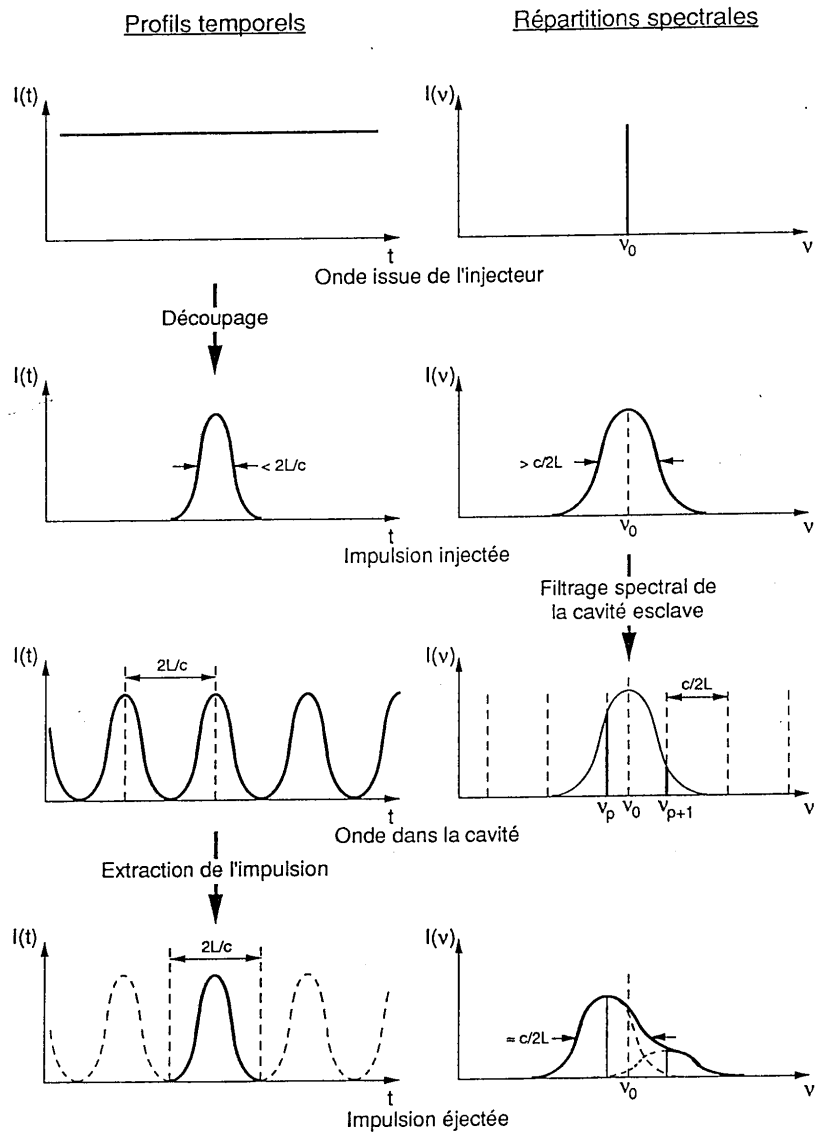 Profils temporels
Répartitions spectrales
I(t)
I(ν)
t
ν₀
ν
Onde issue de l'injecteur
Découpage
I(t)
I(ν)
< 2L/c
> c/2L
t
ν₀
ν
Impulsion injectée
Filtrage spectral de
la cavité esclave
I(t)
I(ν)
2L/c
c/2L
t
νp
ν₀
νp+1
ν
Onde dans la cavité
Extraction de l'impulsion
I(t)
I(ν)
2L/c
≈ c/2L
t
ν₀
ν
Impulsion éjectée